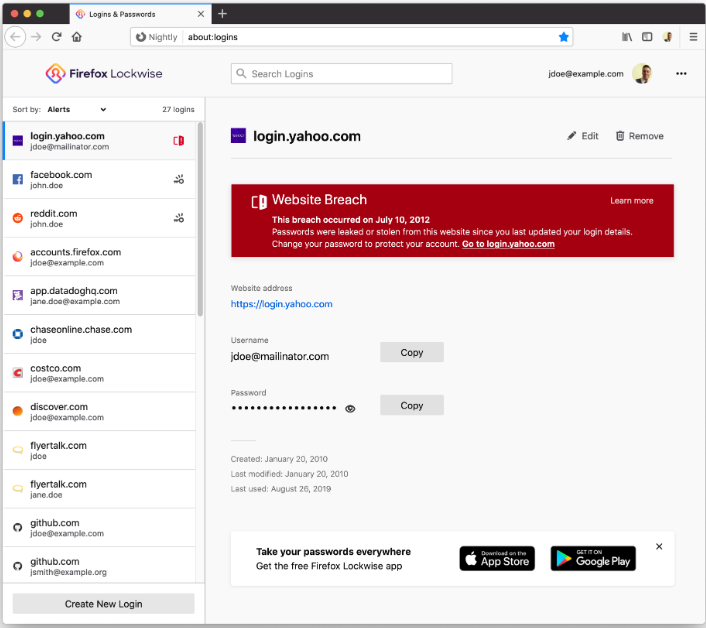 Logins & Passwords
Nightly about:logins
Firefox Lockwise
Search Logins
jdoe@example.com
Sort by: Alerts 27 logins
login.yahoo.com
jdoe@mailinator.com
facebook.com
john.doe
reddit.com
john.doe
accounts.firefox.com
jdoe@example.com
app.datadoghq.com
jane.doe@example.com
chaseonline.chase.com
jdoe
costco.com
jdoe@example.com
discover.com
jdoe@example.com
flyertalk.com
jdoe
flyertalk.com
jane.doe
github.com
jdoe@example.com
github.com
jsmith@example.org
Create New Login
login.yahoo.com
Edit Remove
Website Breach Learn more
This breach occurred on July 10, 2012
Passwords were leaked or stolen from this website since you last updated your login details.
Change your password to protect your account. Go to login.yahoo.com
Website address
https://login.yahoo.com
Username
jdoe@mailinator.com Copy
Password
••••••••••••••••• Copy
Created: January 20, 2010
Last modified: January 20, 2010
Last used: August 26, 2019
Take your passwords everywhere
Get the free Firefox Lockwise app
Download on the
App Store
GET IT ON
Google Play